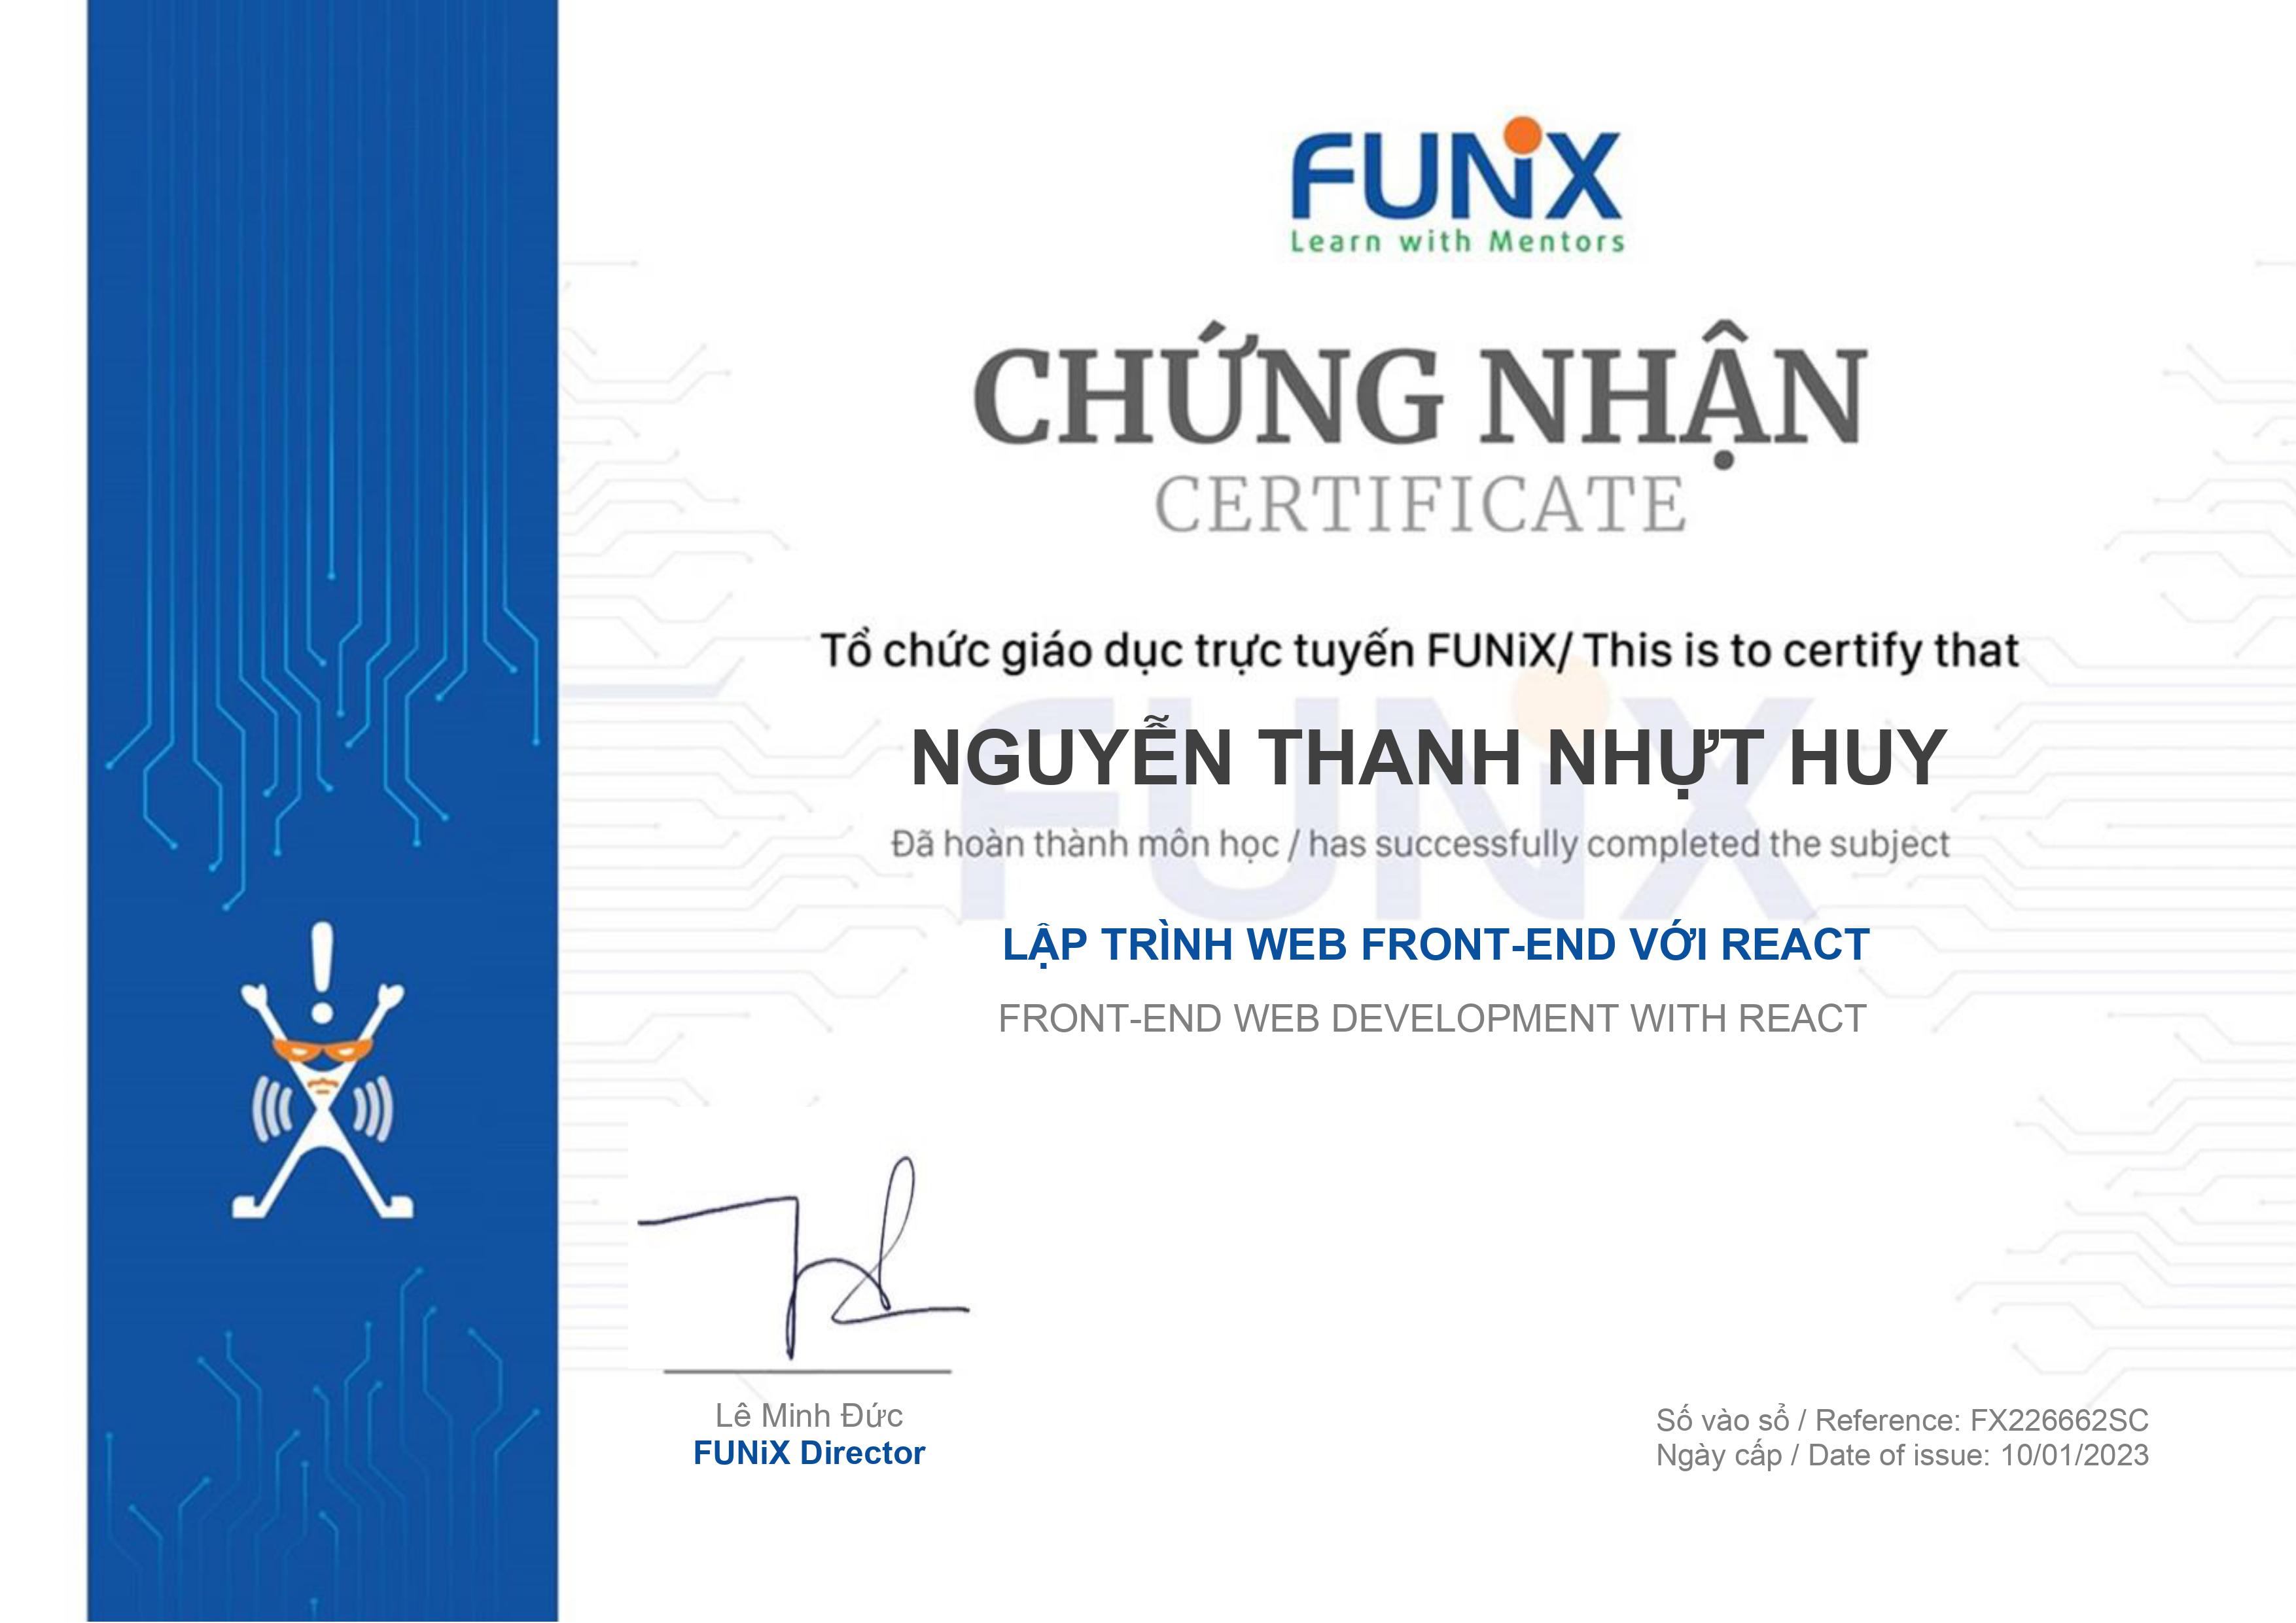 FUNiX
Learn with Mentors
CHỨNG NHẬN
CERTIFICATE
Tổ chức giáo dục trực tuyến FUNiX/ This is to certify that
NGUYỄN THANH NHỰT HUY
Đã hoàn thành môn học / has successfully completed the subject
LẬP TRÌNH WEB FRONT-END VỚI REACT
FRONT-END WEB DEVELOPMENT WITH REACT
Lê Minh Đức
FUNiX Director
Số vào sổ / Reference: FX226662SC
Ngày cấp / Date of issue: 10/01/2023